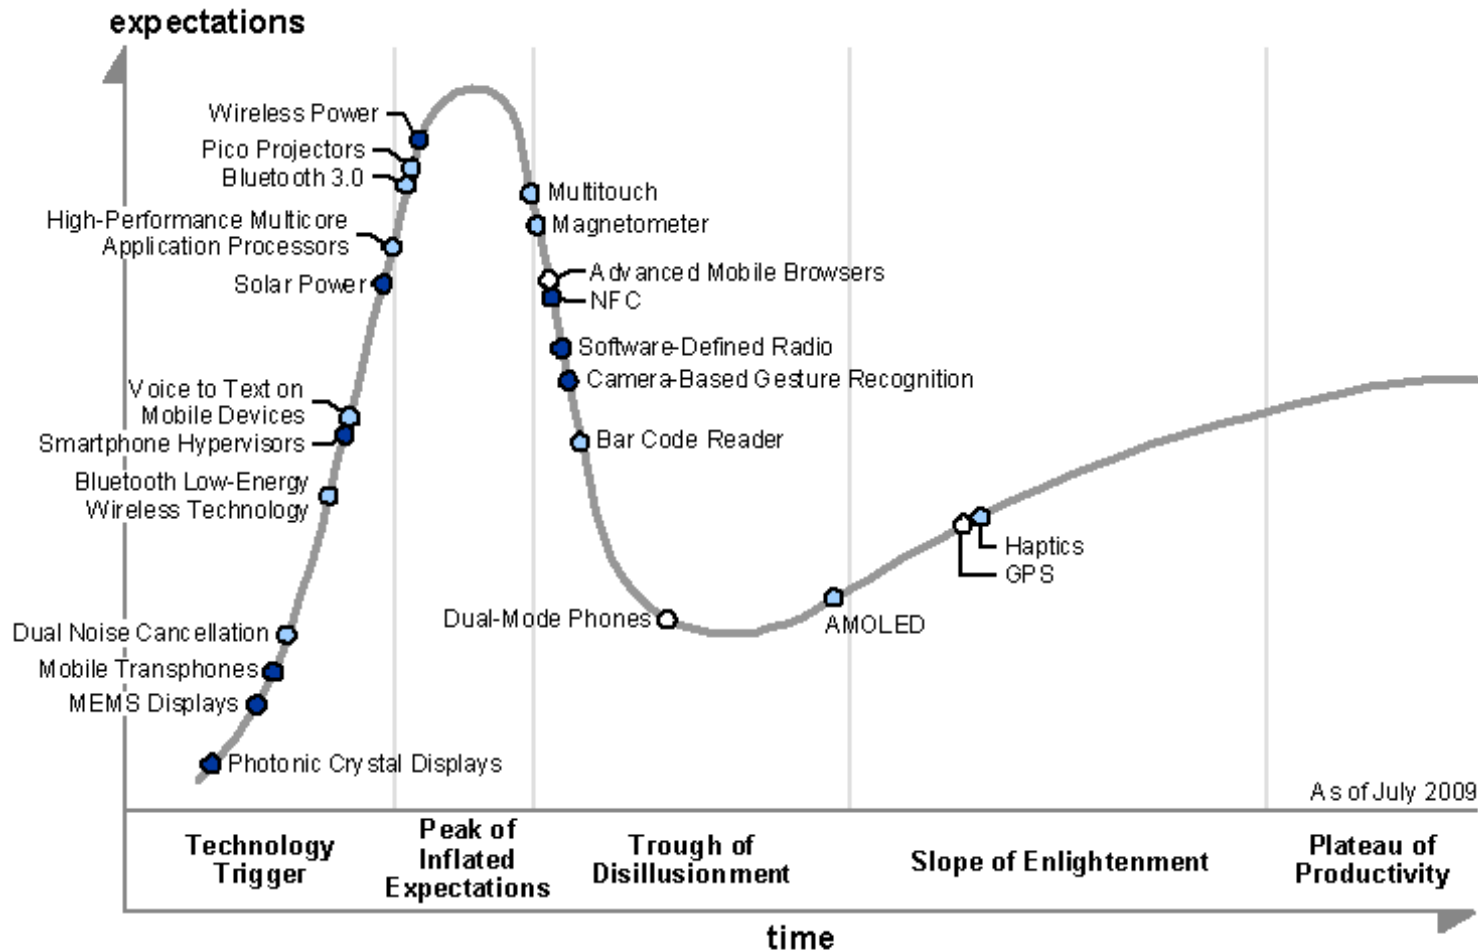 expectations
Wireless Power
Pico Projectors
Bluetooth 3.0
High-Performance Multicore
Application Processors
Solar Power
Voice to Text on
Mobile Devices
Smartphone Hypervisors
Bluetooth Low-Energy
Wireless Technology
Dual Noise Cancellation
Mobile Transphones
MEMS Displays
Photonic Crystal Displays
Multitouch
Magnetometer
Advanced Mobile Browsers
NFC
Software-Defined Radio
Camera-Based Gesture Recognition
Bar Code Reader
Dual-Mode Phones
AMOLED
Haptics
GPS
As of July 2009
Technology
Trigger
Peak of
Inflated
Expectations
Trough of
Disillusionment
Slope of Enlightenment
Plateau of
Productivity
time